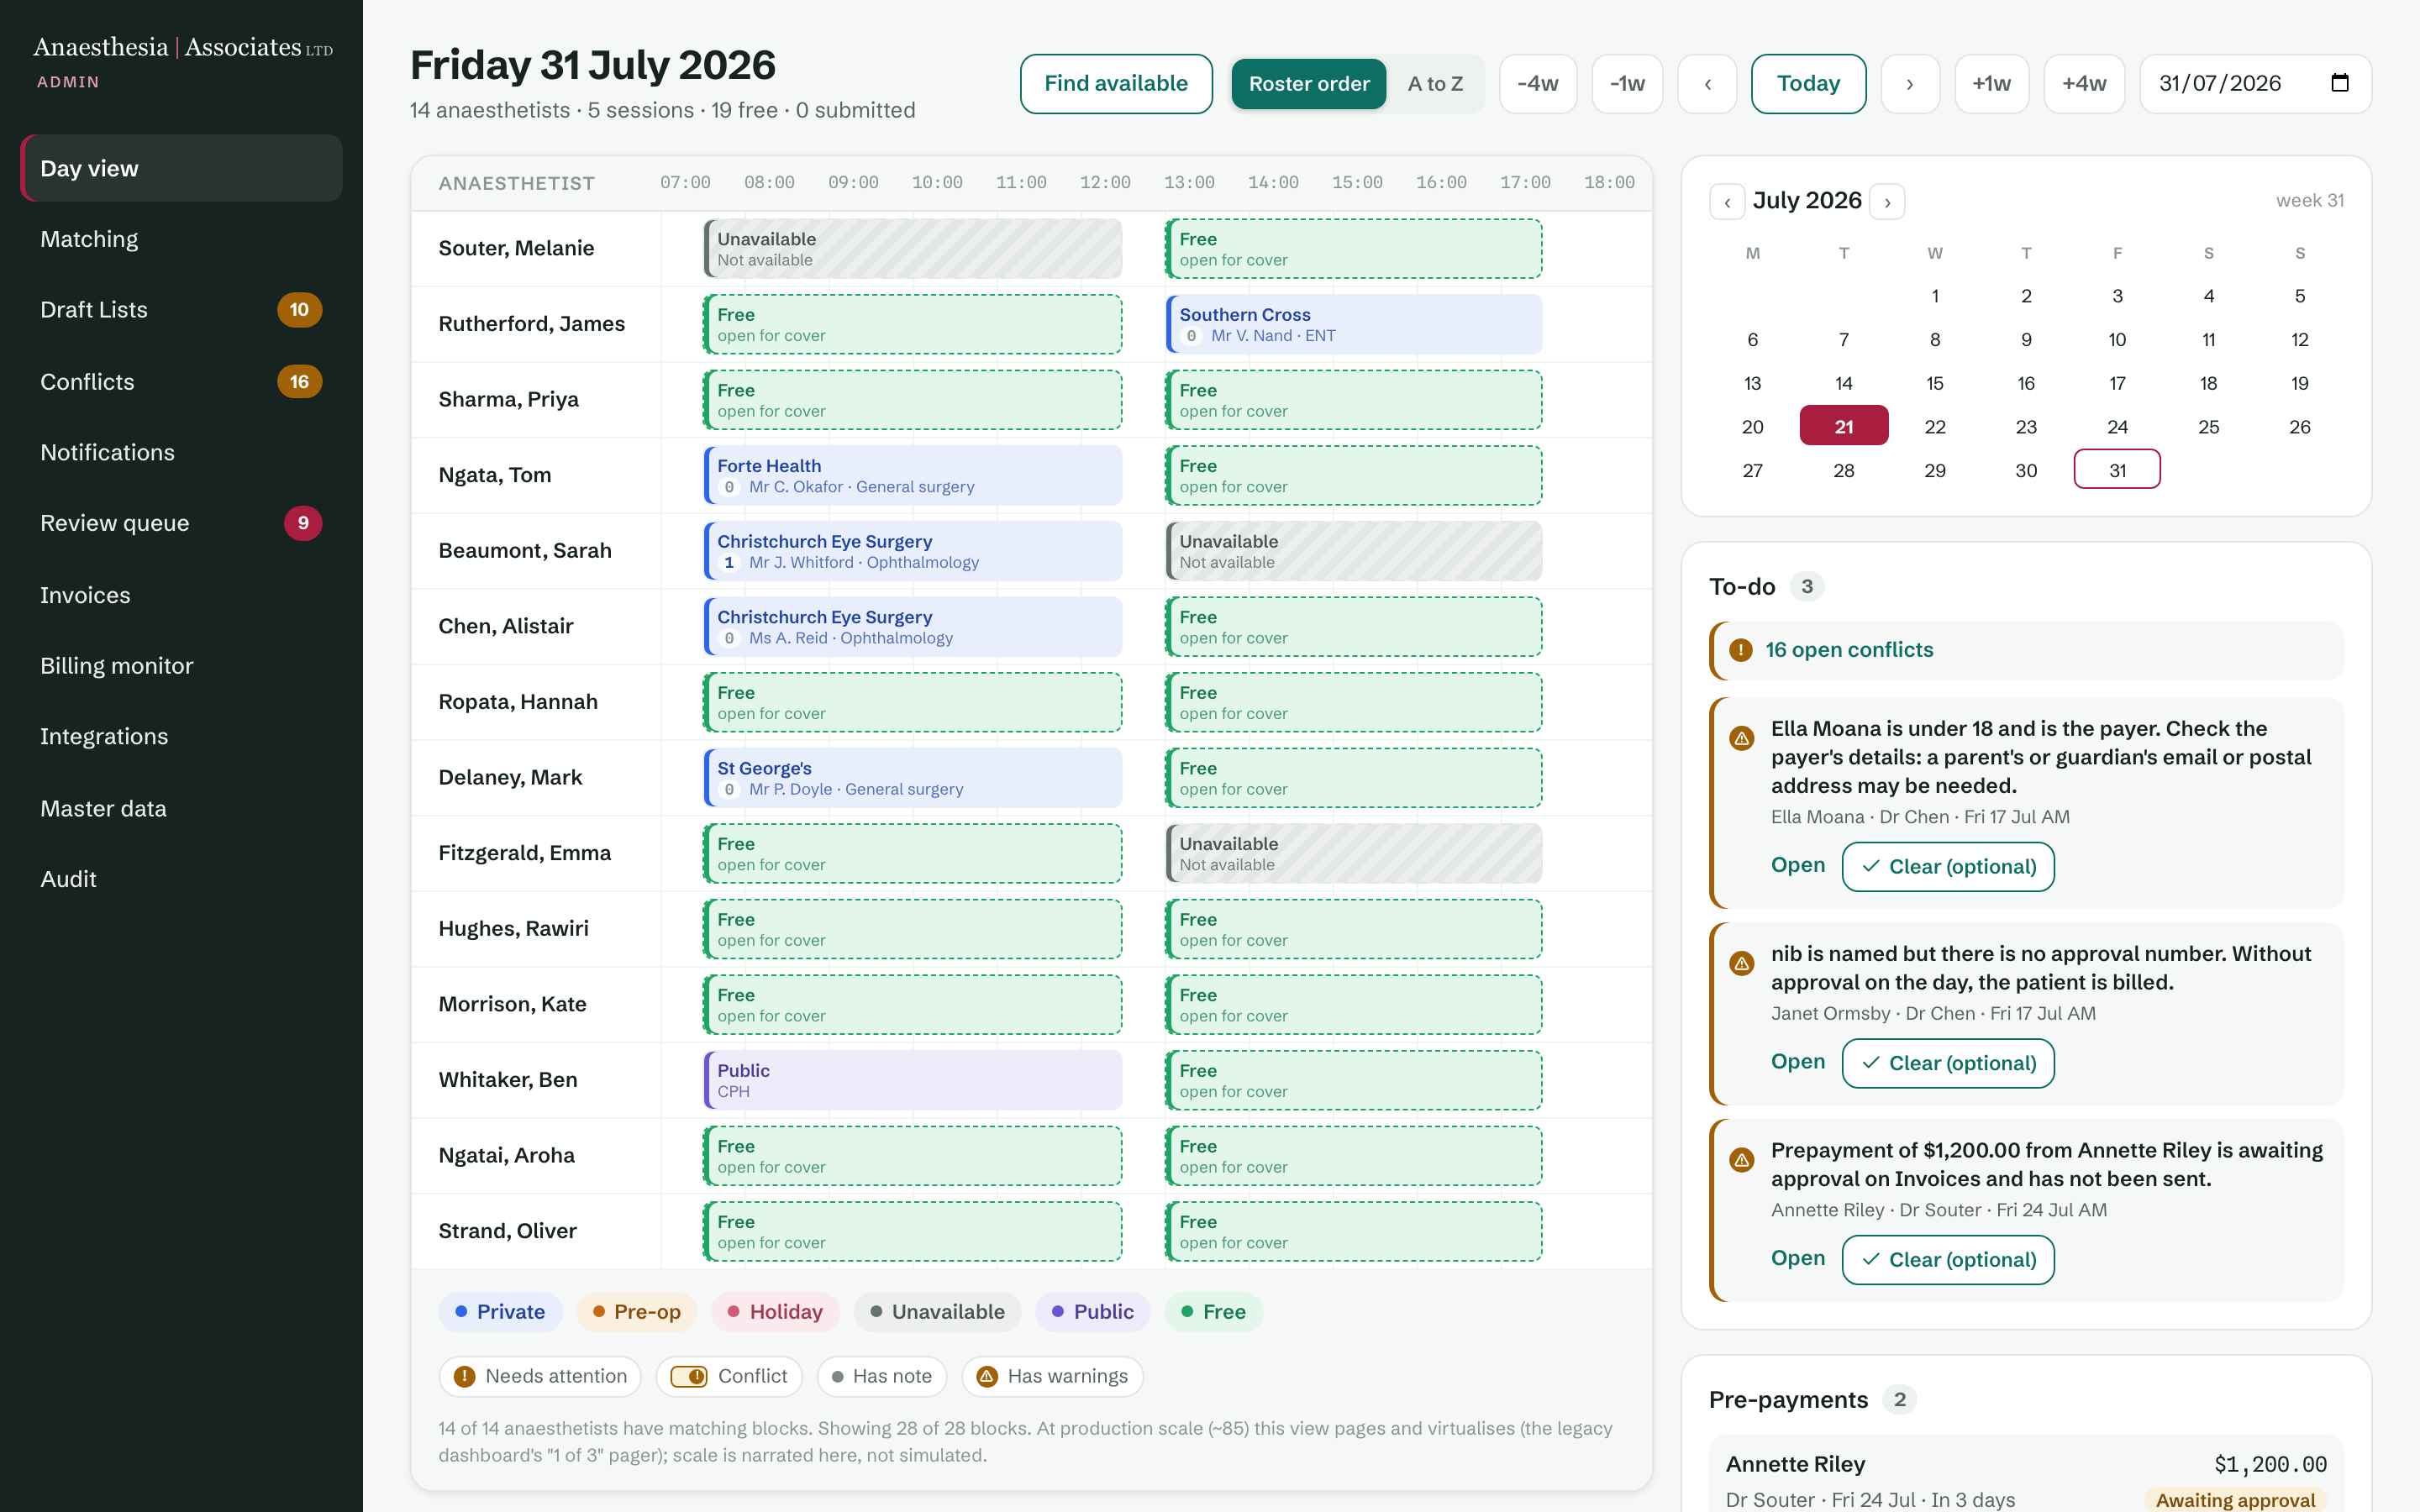 Anaesthesia | Associates LTD
ADMIN
Day view
Matching
Draft Lists 10
Conflicts 16
Notifications
Review queue 9
Invoices
Billing monitor
Integrations
Master data
Audit
Friday 31 July 2026
14 anaesthetists · 5 sessions · 19 free · 0 submitted
Find available
Roster order A to Z
-4w
-1w
‹
Today
›
+1w
+4w
31/07/2026
ANAESTHETIST 07:00 08:00 09:00 10:00 11:00 12:00 13:00 14:00 15:00 16:00 17:00 18:00
Souter, Melanie
Unavailable
Not available
Free
open for cover
Rutherford, James
Free
open for cover
Southern Cross
0 Mr V. Nand · ENT
Sharma, Priya
Free
open for cover
Free
open for cover
Ngata, Tom
Forte Health
0 Mr C. Okafor · General surgery
Free
open for cover
Beaumont, Sarah
Christchurch Eye Surgery
1 Mr J. Whitford · Ophthalmology
Unavailable
Not available
Chen, Alistair
Christchurch Eye Surgery
0 Ms A. Reid · Ophthalmology
Free
open for cover
Ropata, Hannah
Free
open for cover
Free
open for cover
Delaney, Mark
St George's
0 Mr P. Doyle · General surgery
Free
open for cover
Fitzgerald, Emma
Free
open for cover
Unavailable
Not available
Hughes, Rawiri
Free
open for cover
Free
open for cover
Morrison, Kate
Free
open for cover
Free
open for cover
Whitaker, Ben
Public
CPH
Free
open for cover
Ngatai, Aroha
Free
open for cover
Free
open for cover
Strand, Oliver
Free
open for cover
Free
open for cover
Private Pre-op Holiday Unavailable Public Free
Needs attention Conflict Has note Has warnings
14 of 14 anaesthetists have matching blocks. Showing 28 of 28 blocks. At production scale (~85) this view pages and virtualises (the legacy
dashboard's "1 of 3" pager); scale is narrated here, not simulated.
‹ July 2026 › week 31
M T W T F S S
1 2 3 4 5
6 7 8 9 10 11 12
13 14 15 16 17 18 19
20 21 22 23 24 25 26
27 28 29 30 31
To-do 3
16 open conflicts
Ella Moana is under 18 and is the payer. Check the
payer's details: a parent's or guardian's email or postal
address may be needed.
Ella Moana · Dr Chen · Fri 17 Jul AM
Open Clear (optional)
nib is named but there is no approval number. Without
approval on the day, the patient is billed.
Janet Ormsby · Dr Chen · Fri 17 Jul AM
Open Clear (optional)
Prepayment of $1,200.00 from Annette Riley is awaiting
approval on Invoices and has not been sent.
Annette Riley · Dr Souter · Fri 24 Jul AM
Open Clear (optional)
Pre-payments 2
Annette Riley $1,200.00
Dr Souter · Fri 24 Jul · In 3 days Awaiting approval